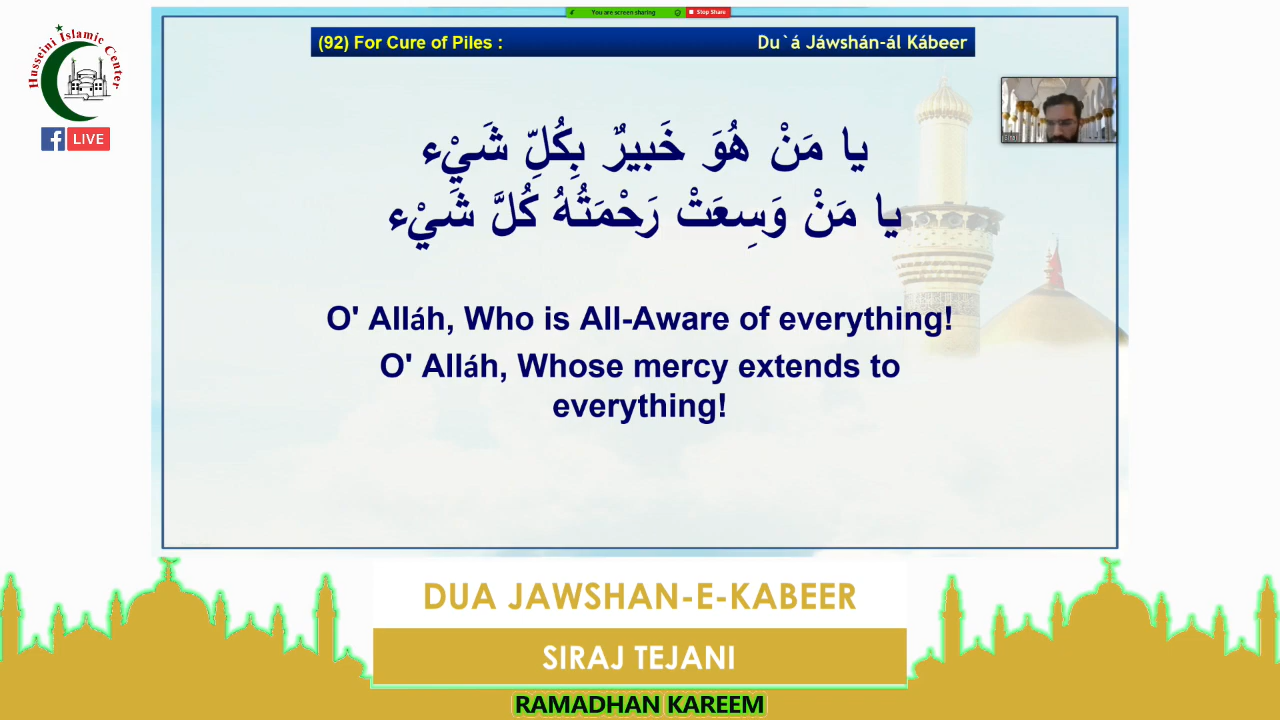 You are screen sharing
Stop Share
Husseini Islamic Center
LIVE
(92) For Cure of Piles :
Du`á Jáwshán-ál Kábeer
يا مَنْ هُوَ خَبيرٌ بِكُلِّ شَيْء
يا مَنْ وَسِعَتْ رَحْمَتُهُ كُلَّ شَيْء
O' Alláh, Who is All-Aware of everything!
O' Alláh, Whose mercy extends to
everything!
DUA JAWSHAN-E-KABEER
SIRAJ TEJANI
RAMADHAN KAREEM